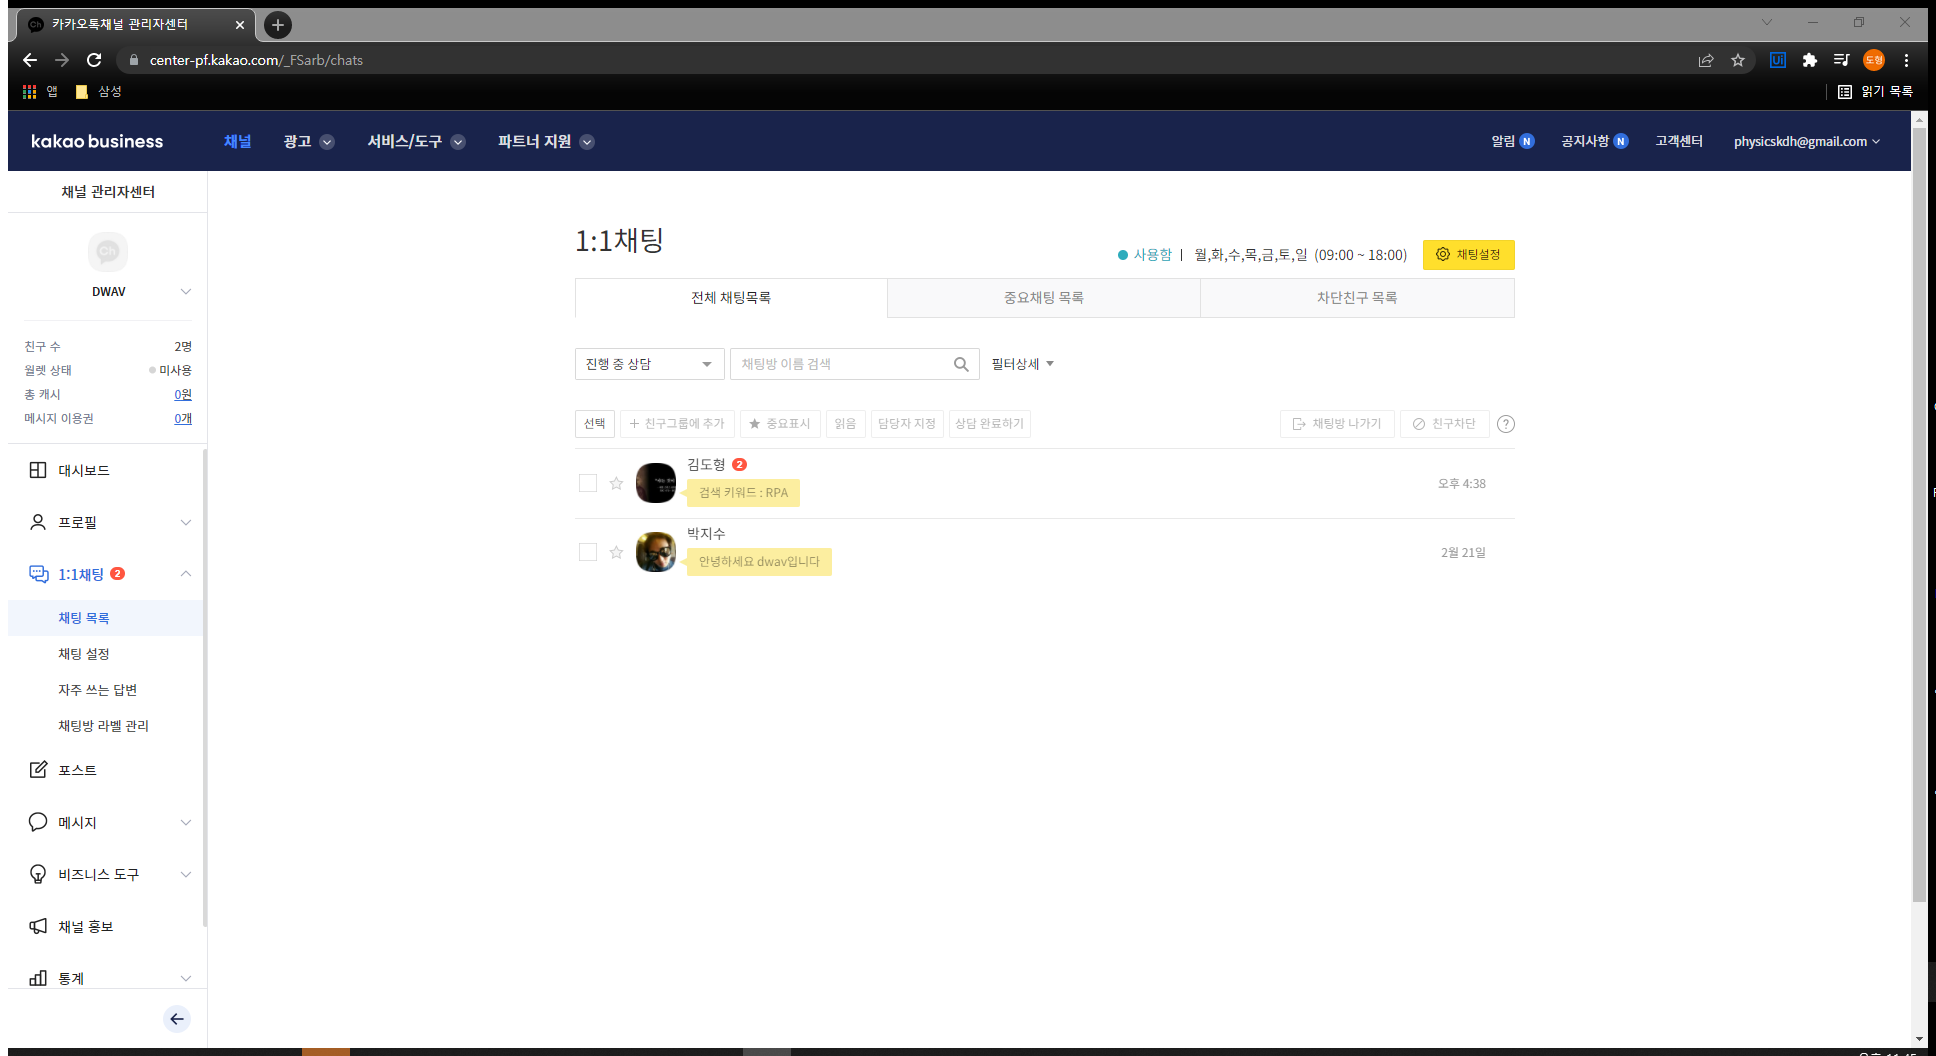 카카오톡채널 관리자센터
center-pf.kakao.com/_FSarb/chats
Ui
도형
앱
삼성
읽기 목록
kakao business
채널
광고
서비스/도구
파트너 지원
알림 N
공지사항 N
고객센터
physicskdh@gmail.com
채널 관리자센터
Ch
DWAV
친구 수 2명
월렛 상태 미사용
총 캐시 0원
메시지 이용권 0개
대시보드
프로필
1:1채팅 2
채팅 목록
채팅 설정
자주 쓰는 답변
채팅방 라벨 관리
포스트
메시지
비즈니스 도구
채널 홍보
통계
1:1채팅
사용함 | 월,화,수,목,금,토,일 (09:00 ~ 18:00)
채팅설정
전체 채팅목록
중요채팅 목록
차단친구 목록
진행 중 상담
채팅방 이름 검색
필터상세
선택
+ 친구그룹에 추가
중요표시
읽음
담당자 지정
상담 완료하기
채팅방 나가기
친구차단
?
김도형 2
검색 키워드 : RPA
오후 4:38
박지수
안녕하세요 dwav입니다
2월 21일